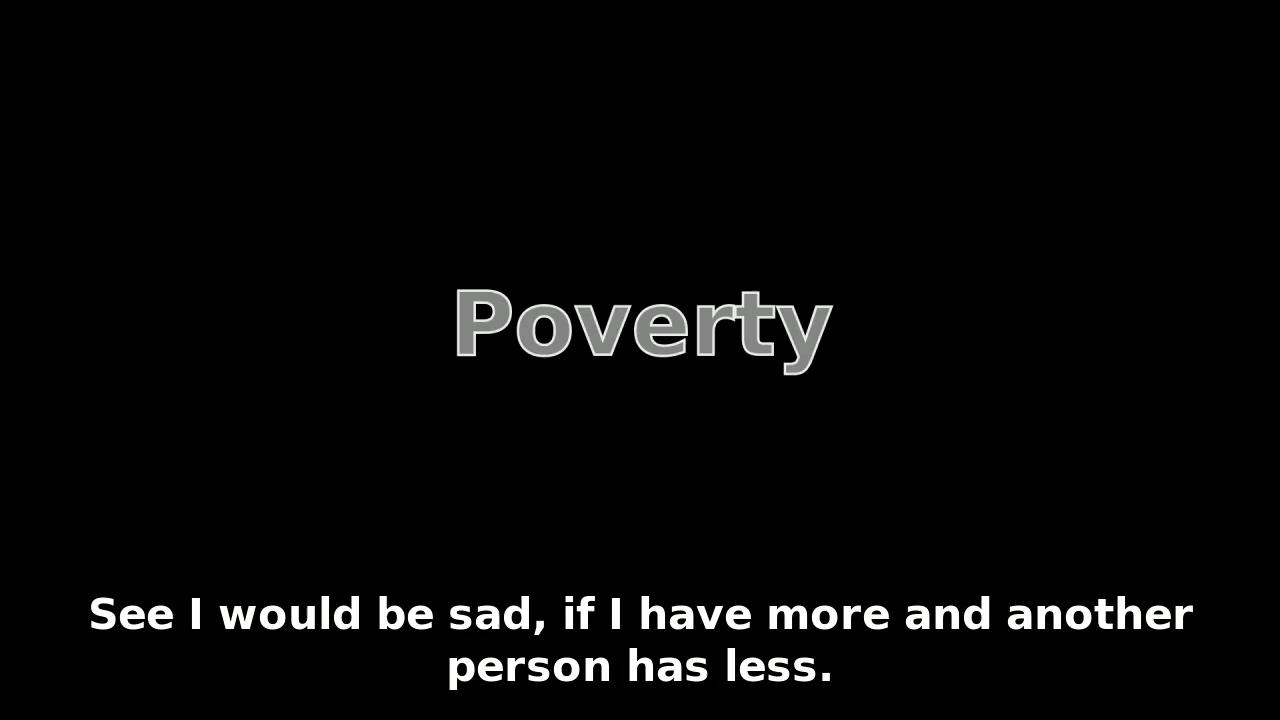 Poverty
See I would be sad, if I have more and another
person has less.